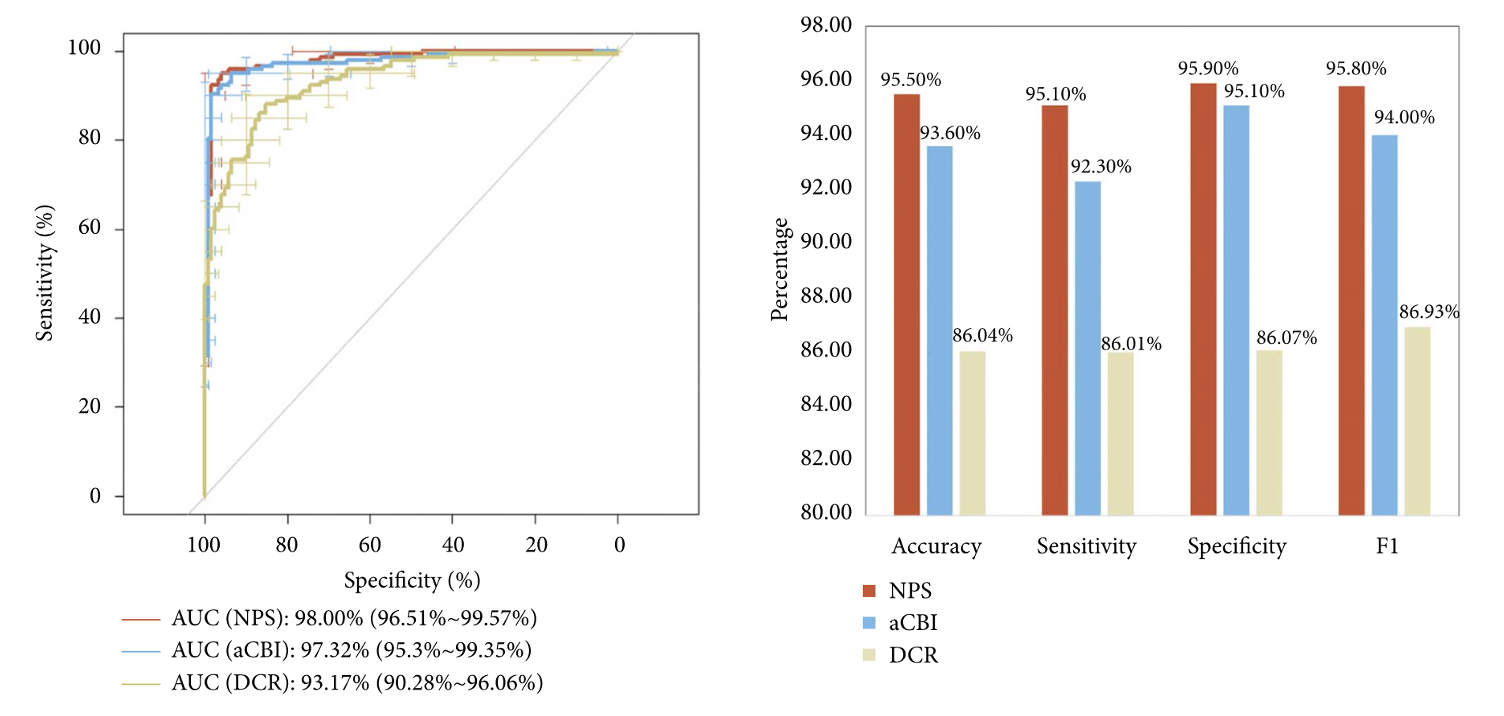 100
80
60
40
20
0
Sensitivity (%)
100 80 60 40 20 0
Specificity (%)
AUC (NPS): 98.00% (96.51%~99.57%)
AUC (aCBI): 97.32% (95.3%~99.35%)
AUC (DCR): 93.17% (90.28%~96.06%)
98.00
96.00
94.00
92.00
90.00
88.00
86.00
84.00
82.00
80.00
Percentage
95.50%
93.60%
86.04%
95.10%
92.30%
86.01%
95.90%
95.10%
86.07%
95.80%
94.00%
86.93%
Accuracy Sensitivity Specificity F1
NPS
aCBI
DCR